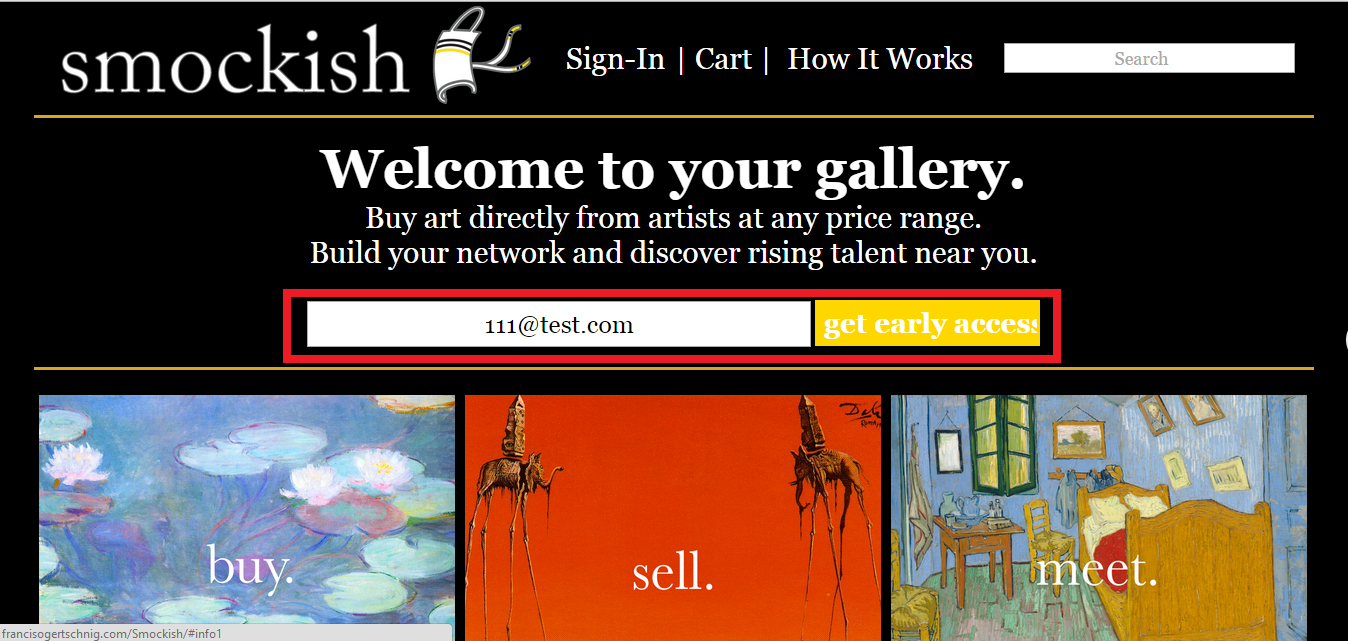 smockish
Sign-In | Cart | How It Works
Search
Welcome to your gallery.
Buy art directly from artists at any price range.
Build your network and discover rising talent near you.
111@test.com
get early access
buy.
sell.
meet.
francisogertschnig.com/Smockish/#info1